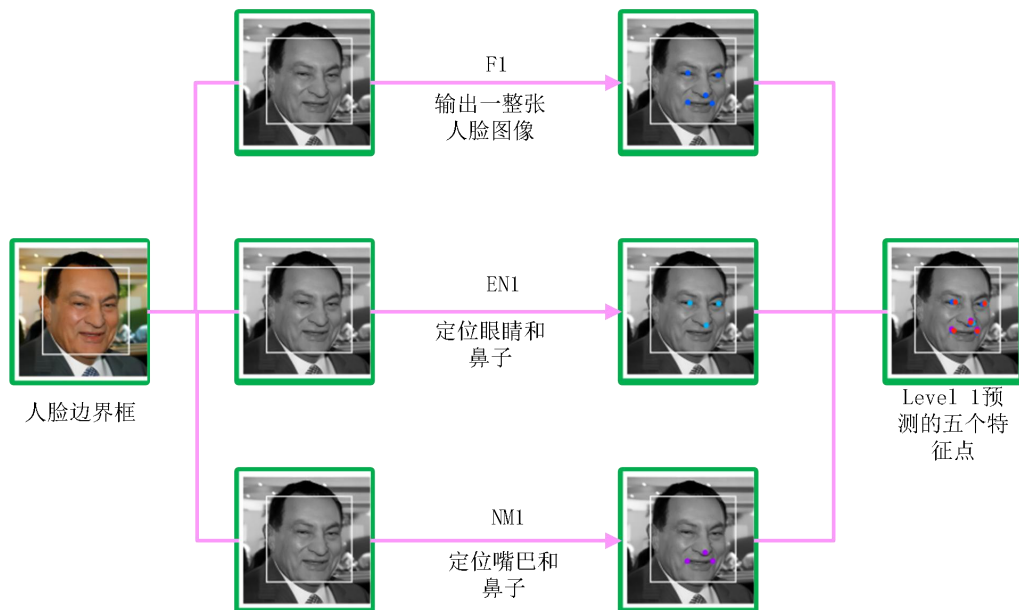 F1
输出一整张
人脸图像
人脸边界框
EN1
定位眼睛和
鼻子
Level 1预
测的五个特
征点
NM1
定位嘴巴和
鼻子